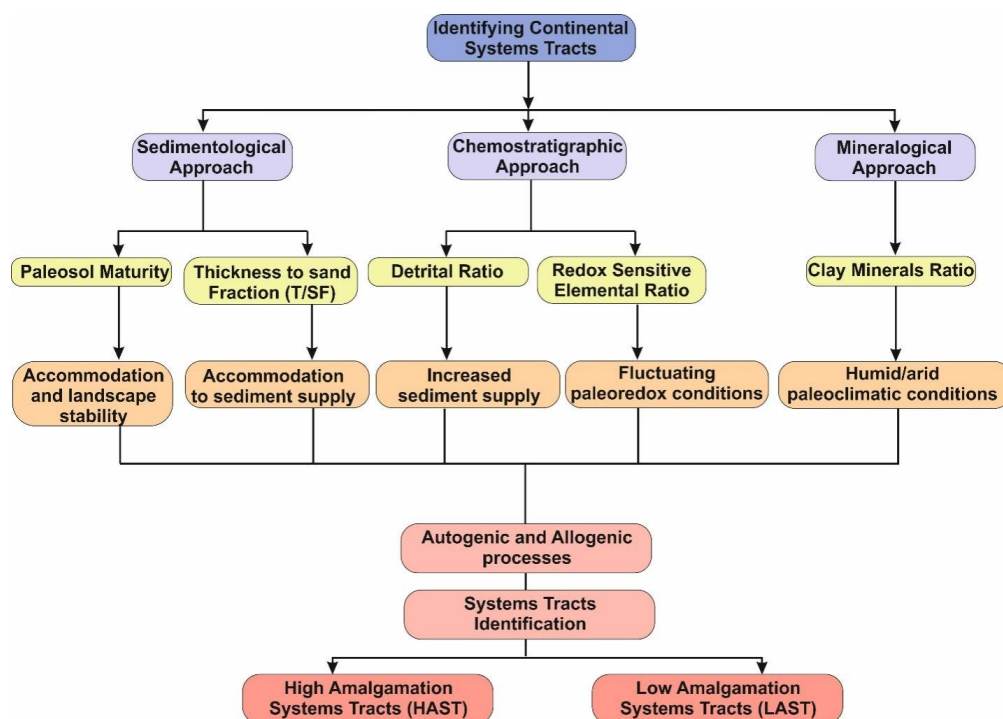 Identifying Continental
Systems Tracts
Sedimentological
Approach
Chemostratigraphic
Approach
Mineralogical
Approach
Paleosol Maturity
Thickness to sand
Fraction (T/SF)
Detrital Ratio
Redox Sensitive
Elemental Ratio
Clay Minerals Ratio
Accommodation
and landscape
stability
Accommodation
to sediment supply
Increased
sediment supply
Fluctuating
paleoredox conditions
Humid/arid
paleoclimatic conditions
Autogenic and Allogenic
processes
Systems Tracts
Identification
High Amalgamation
Systems Tracts (HAST)
Low Amalgamation
Systems Tracts (LAST)